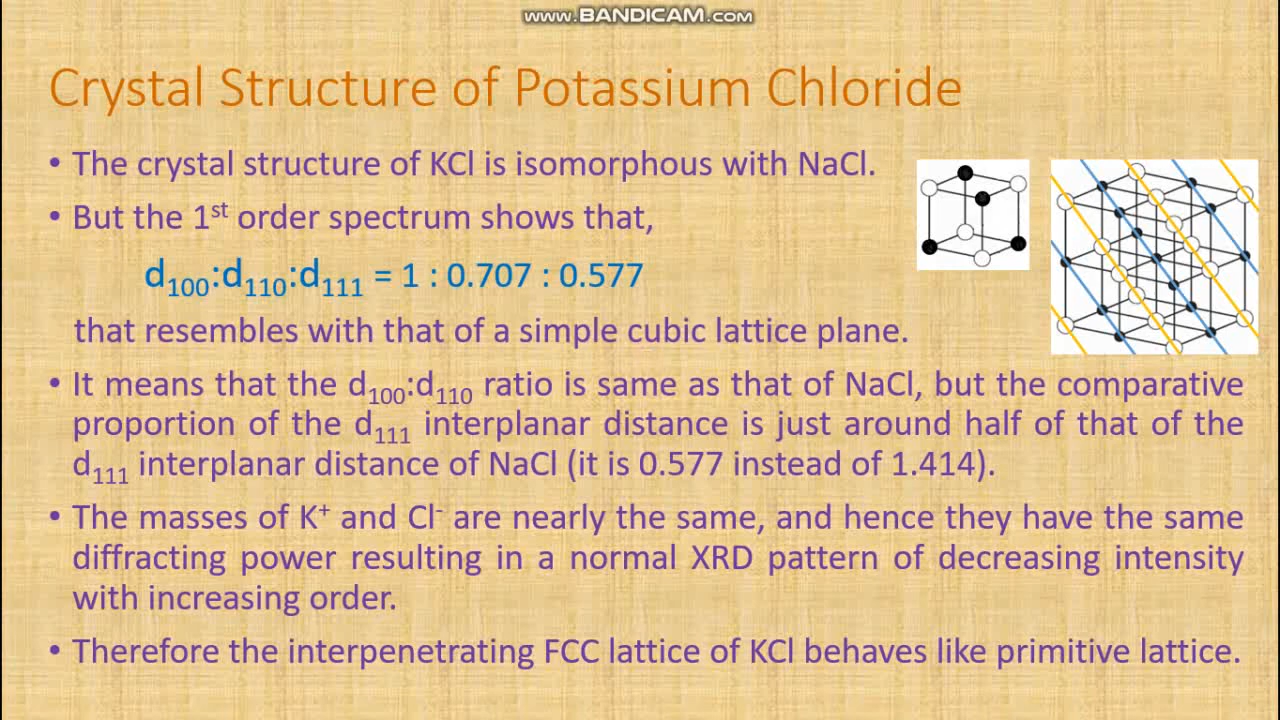 www.BANDICAM.com
Crystal Structure of Potassium Chloride
• The crystal structure of KCl is isomorphous with NaCl.
• But the 1st order spectrum shows that,
d100:d110:d111 = 1 : 0.707 : 0.577
that resembles with that of a simple cubic lattice plane.
• It means that the d100:d110 ratio is same as that of NaCl, but the comparative
proportion of the d111 interplanar distance is just around half of that of the
d111 interplanar distance of NaCl (it is 0.577 instead of 1.414).
• The masses of K+ and Cl- are nearly the same, and hence they have the same
diffracting power resulting in a normal XRD pattern of decreasing intensity
with increasing order.
• Therefore the interpenetrating FCC lattice of KCl behaves like primitive lattice.